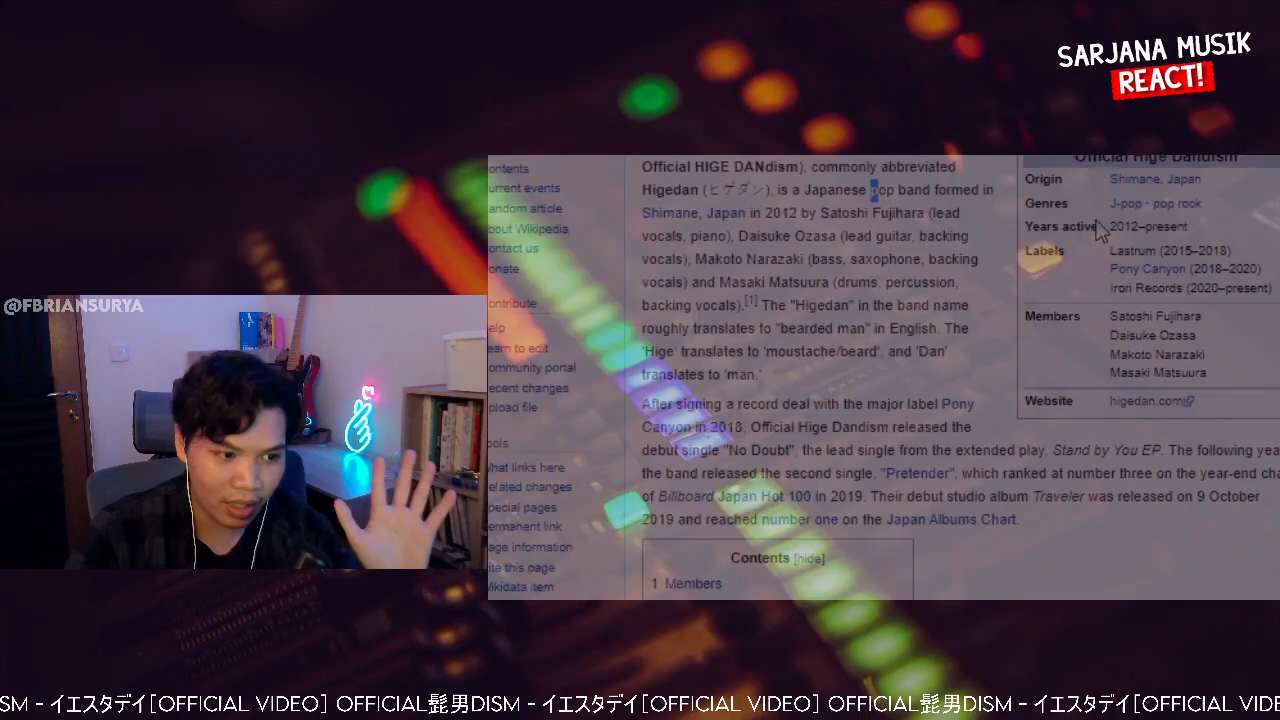 SARJANA MUSIK
REACT!
@FBRIANSURYA
ontents
urrent events
andom article
bout Wikipedia
ontact us
onate
ontribute
elp
earn to edit
ommunity portal
ecent changes
pload file
ools
hat links here
elated changes
pecial pages
ermanent link
age information
ite this page
ikidata item
Official HIGE DANdism), commonly abbreviated
Higedan (ヒゲダン), is a Japanese pop band formed in
Shimane, Japan in 2012 by Satoshi Fujihara (lead
vocals, piano), Daisuke Ozasa (lead guitar, backing
vocals), Makoto Narazaki (bass, saxophone, backing
vocals) and Masaki Matsuura (drums, percussion,
backing vocals).[1] The "Higedan" in the band name
roughly translates to "bearded man" in English. The
'Hige' translates to 'moustache/beard', and 'Dan'
translates to 'man.'
After signing a record deal with the major label Pony
Canyon in 2018, Official Hige Dandism released the
debut single "No Doubt", the lead single from the extended play, Stand by You EP. The following yea
the band released the second single, "Pretender", which ranked at number three on the year-end cha
of Billboard Japan Hot 100 in 2019. Their debut studio album Traveler was released on 9 October
2019 and reached number one on the Japan Albums Chart.
Contents [hide]
1 Members
Official Hige Dandism
Origin Shimane, Japan
Genres J-pop · pop rock
Years active 2012–present
Labels Lastrum (2015–2018)
Pony Canyon (2018–2020)
Irori Records (2020–present)
Members Satoshi Fujihara
Daisuke Ozasa
Makoto Narazaki
Masaki Matsuura
Website higedan.com
SM - イエスタデイ[OFFICIAL VIDEO] OFFICIAL髭男DISM - イエスタデイ[OFFICIAL VIDEO] OFFICIAL髭男DISM - イエスタデイ[OFFICIAL VIDE